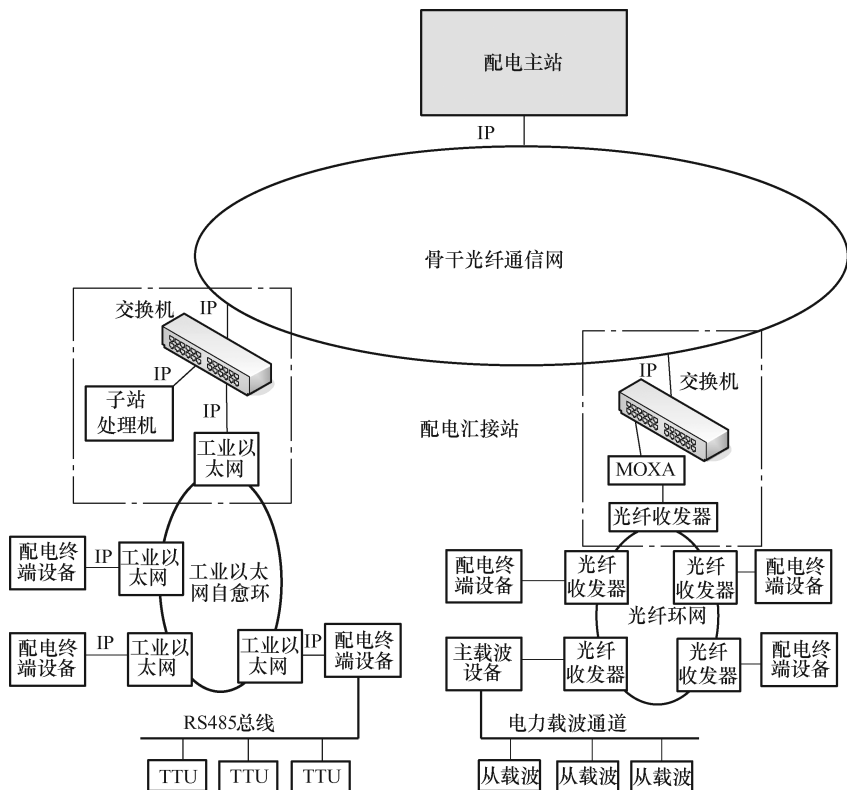 配电主站
IP
骨干光纤通信网
IP
交换机
IP
子站
处理机
IP
工业以
太网
IP
交换机
配电汇接站
MOXA
光纤收发器
配电终
端设备
IP
工业以
太网
工业以太
网自愈环
配电终
端设备
IP
工业以
太网
工业以
太网
IP
配电终
端设备
配电终
端设备
光纤
收发器
光纤
收发器
配电终
端设备
光纤环网
主载波
设备
光纤
收发器
光纤
收发器
配电终
端设备
RS485总线
TTU
TTU
TTU
电力载波通道
从载波
从载波
从载波